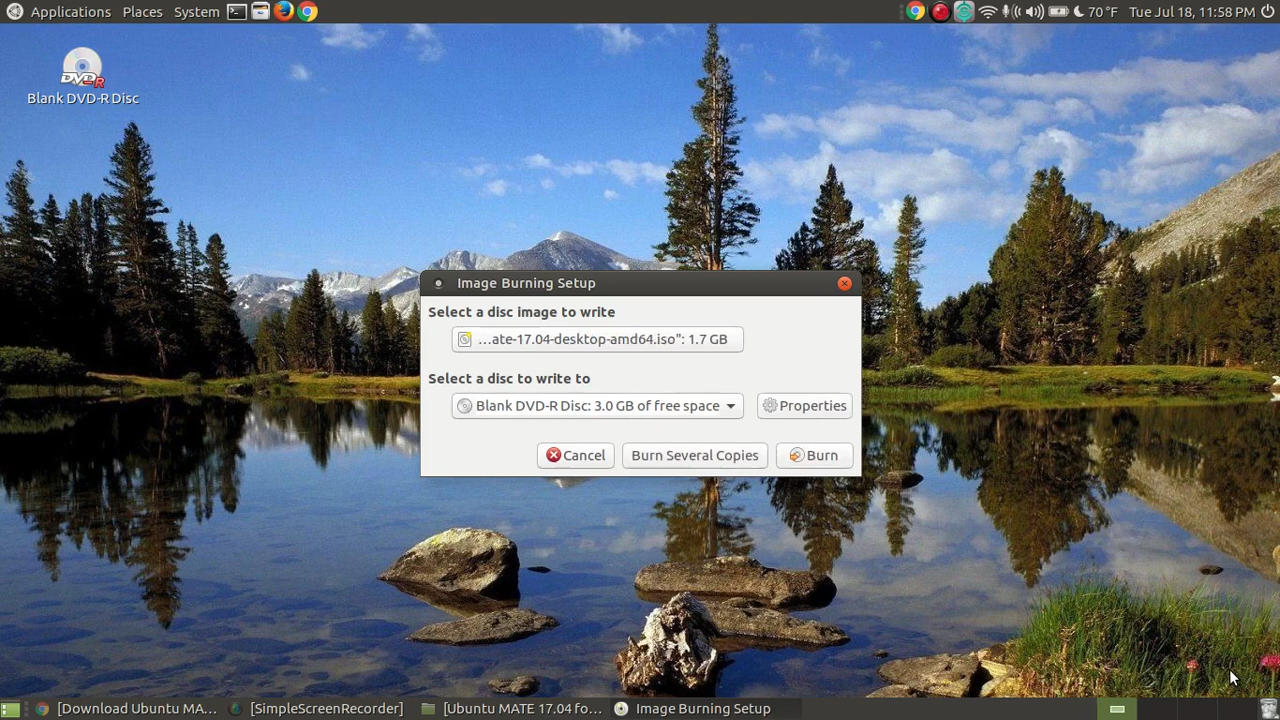 Applications Places System
70 °F Tue Jul 18, 11:58 PM
DVD-R
Blank DVD-R Disc
Image Burning Setup
Select a disc image to write
...ate-17.04-desktop-amd64.iso": 1.7 GB
Select a disc to write to
Blank DVD-R Disc: 3.0 GB of free space
Properties
Cancel Burn Several Copies Burn
[Download Ubuntu MA... [SimpleScreenRecorder] [Ubuntu MATE 17.04 fo... Image Burning Setup